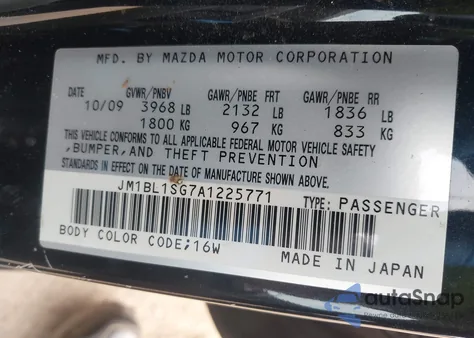 MFD. BY MAZDA MOTOR CORPORATION
DATE GVWR/PNBV GAWR/PNBE FRT GAWR/PNBE RR
10/09 3968 LB 2132 LB 1836 LB
1800 KG 967 KG 833 KG
THIS VEHICLE CONFORMS TO ALL APPLICABLE FEDERAL MOTOR VEHICLE SAFETY
,BUMPER,AND THEFT PREVENTION
STANDARDS IN EFFECT ON THE DATE OF MANUFACTURE SHOWN ABOVE.
JM1BL1SG7A1225771 TYPE: PASSENGER
BODY COLOR CODE;16W
MADE IN JAPAN
autoSnap